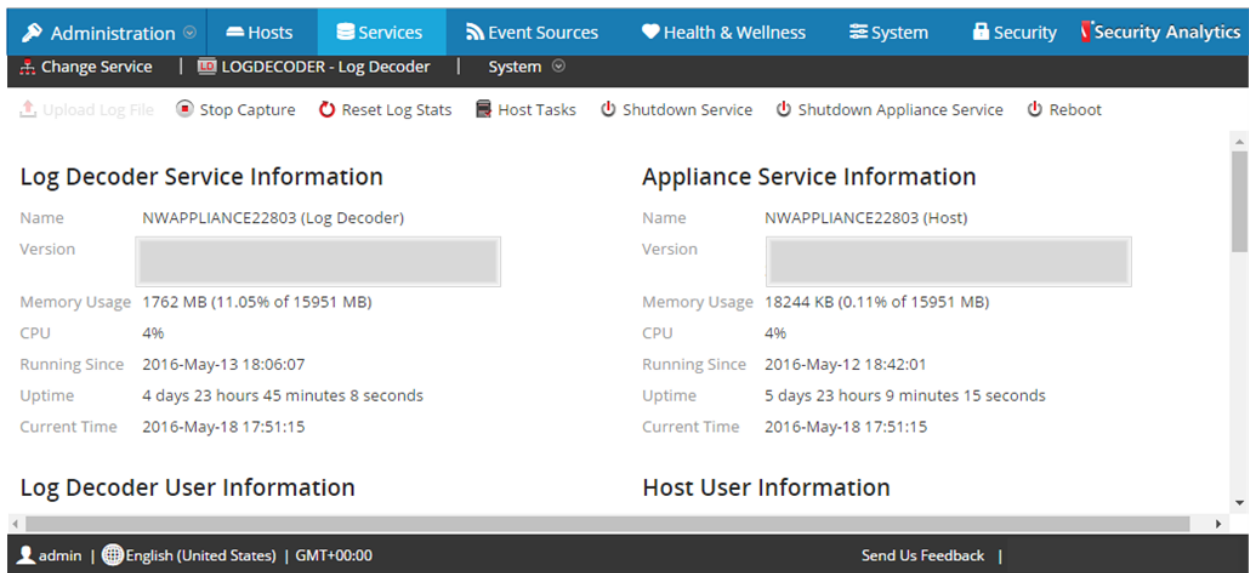 Administration Hosts Services Event Sources Health & Wellness System Security Security Analytics
Change Service | LD LOGDECODER - Log Decoder | System
Upload Log File Stop Capture Reset Log Stats Host Tasks Shutdown Service Shutdown Appliance Service Reboot
Log Decoder Service Information
Name NWAPPLIANCE22803 (Log Decoder)
Version
Memory Usage 1762 MB (11.05% of 15951 MB)
CPU 4%
Running Since 2016-May-13 18:06:07
Uptime 4 days 23 hours 45 minutes 8 seconds
Current Time 2016-May-18 17:51:15
Log Decoder User Information
Appliance Service Information
Name NWAPPLIANCE22803 (Host)
Version
Memory Usage 18244 KB (0.11% of 15951 MB)
CPU 4%
Running Since 2016-May-12 18:42:01
Uptime 5 days 23 hours 9 minutes 15 seconds
Current Time 2016-May-18 17:51:15
Host User Information
admin | English (United States) | GMT+00:00 Send Us Feedback |